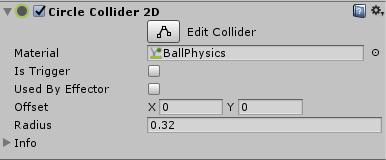 Circle Collider 2D
Edit Collider
Material BallPhysics
Is Trigger
Used By Effector
Offset X 0 Y 0
Radius 0.32
Info